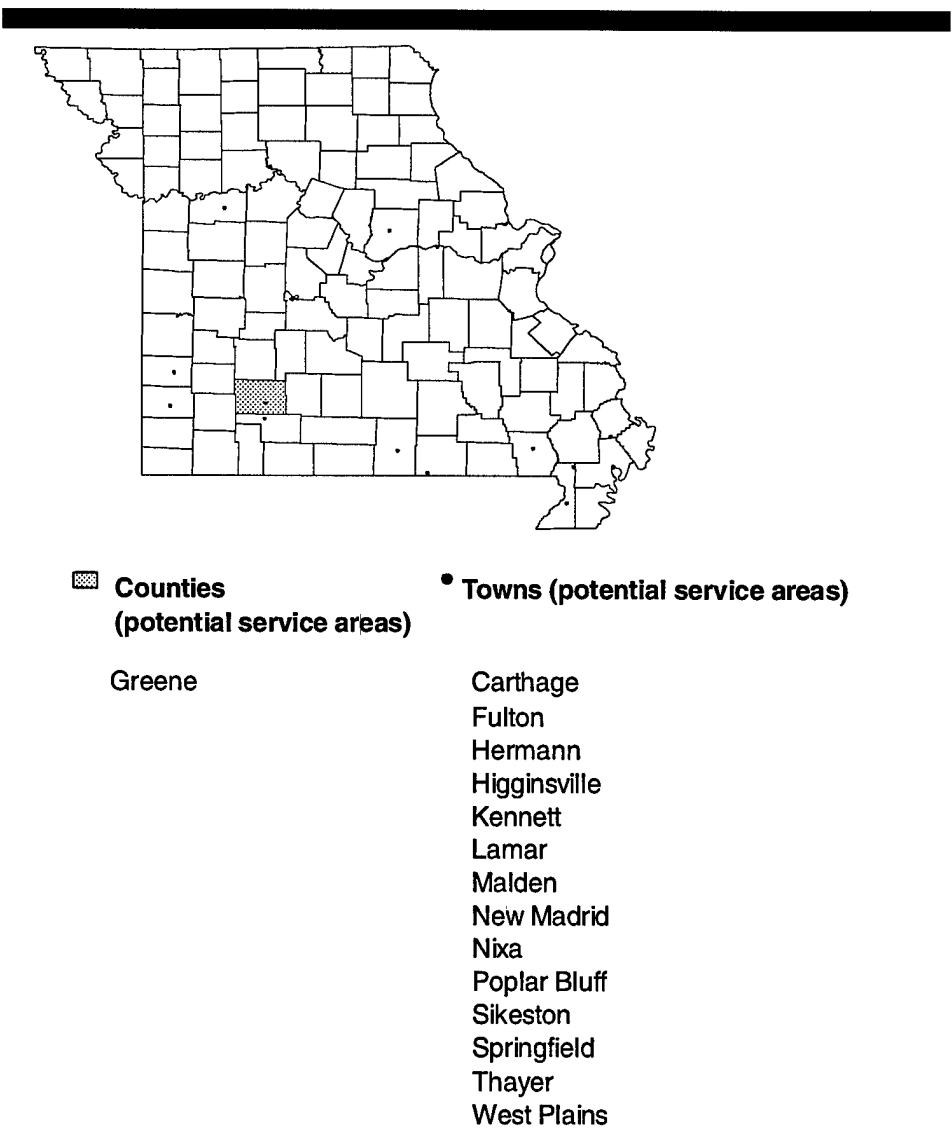 Counties
(potential service areas)
Towns (potential service areas)
Greene
Carthage
Fulton
Hermann
Higginsville
Kennett
Lamar
Malden
New Madrid
Nixa
Poplar Bluff
Sikeston
Springfield
Thayer
West Plains